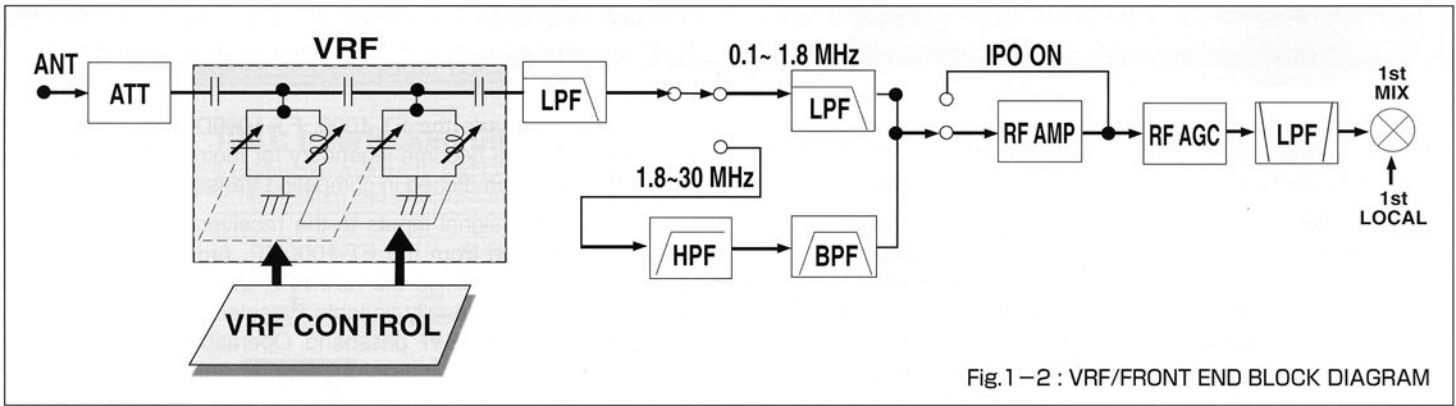 VRF
ANT
ATT
LPF
0.1~ 1.8 MHz
LPF
1.8~30 MHz
HPF
BPF
IPO ON
RF AMP
RF AGC
LPF
1st
MIX
1st
LOCAL
VRF CONTROL
Fig.1-2 : VRF/FRONT END BLOCK DIAGRAM